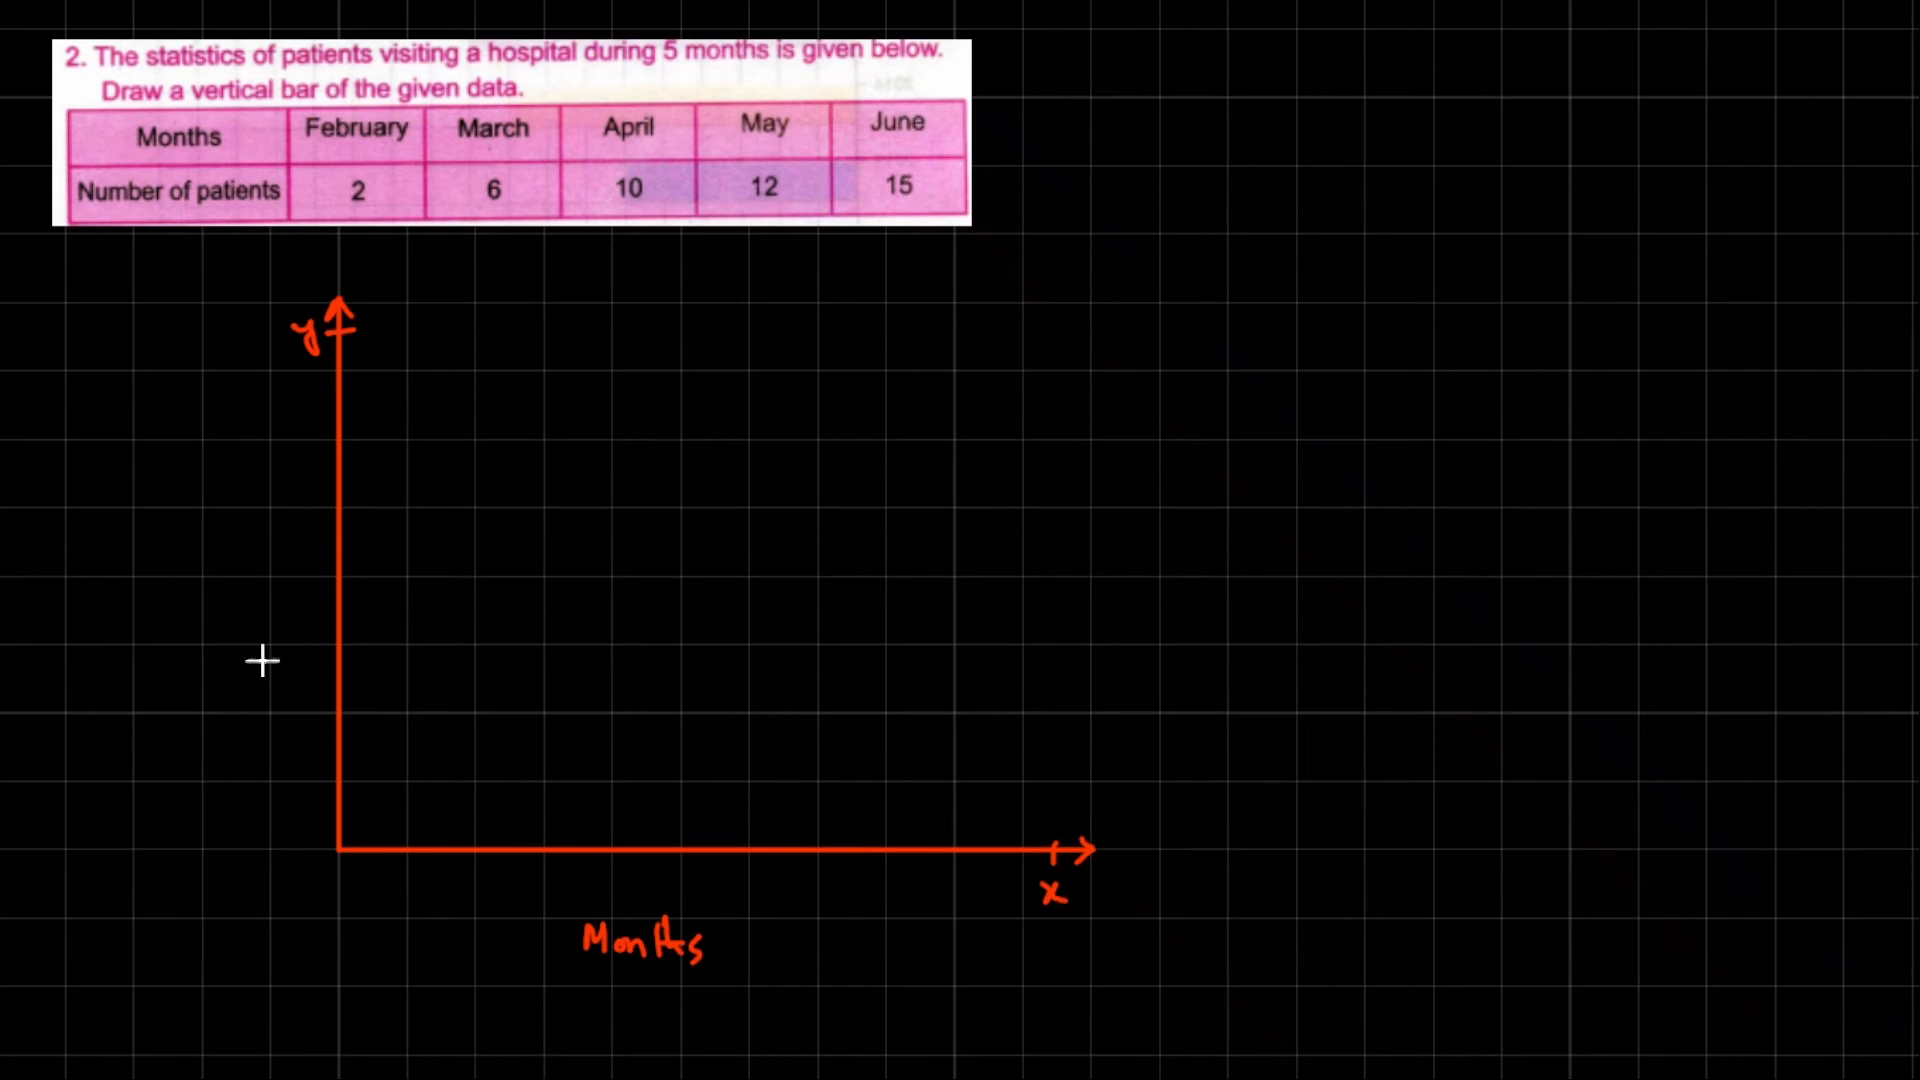 2. The statistics of patients visiting a hospital during 5 months is given below.
Draw a vertical bar of the given data.
Months February March April May June
Number of patients 2 6 10 12 15
y
x
Months